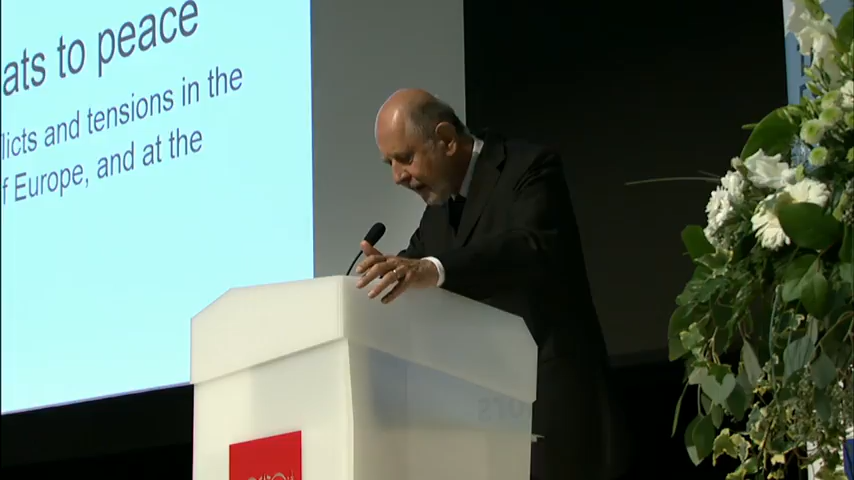 ats to peace
licts and tensions in the
f Europe, and at the